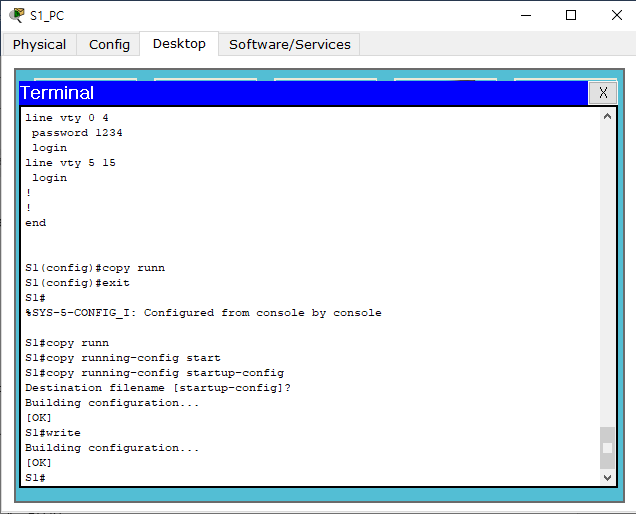 S1_PC
Physical Config Desktop Software/Services
Terminal X
line vty 0 4
 password 1234
 login
line vty 5 15
 login
!
!
end
S1(config)#copy runn
S1(config)#exit
S1#
%SYS-5-CONFIG_I: Configured from console by console
S1#copy runn
S1#copy running-config start
S1#copy running-config startup-config
Destination filename [startup-config]?
Building configuration...
[OK]
S1#write
Building configuration...
[OK]
S1#